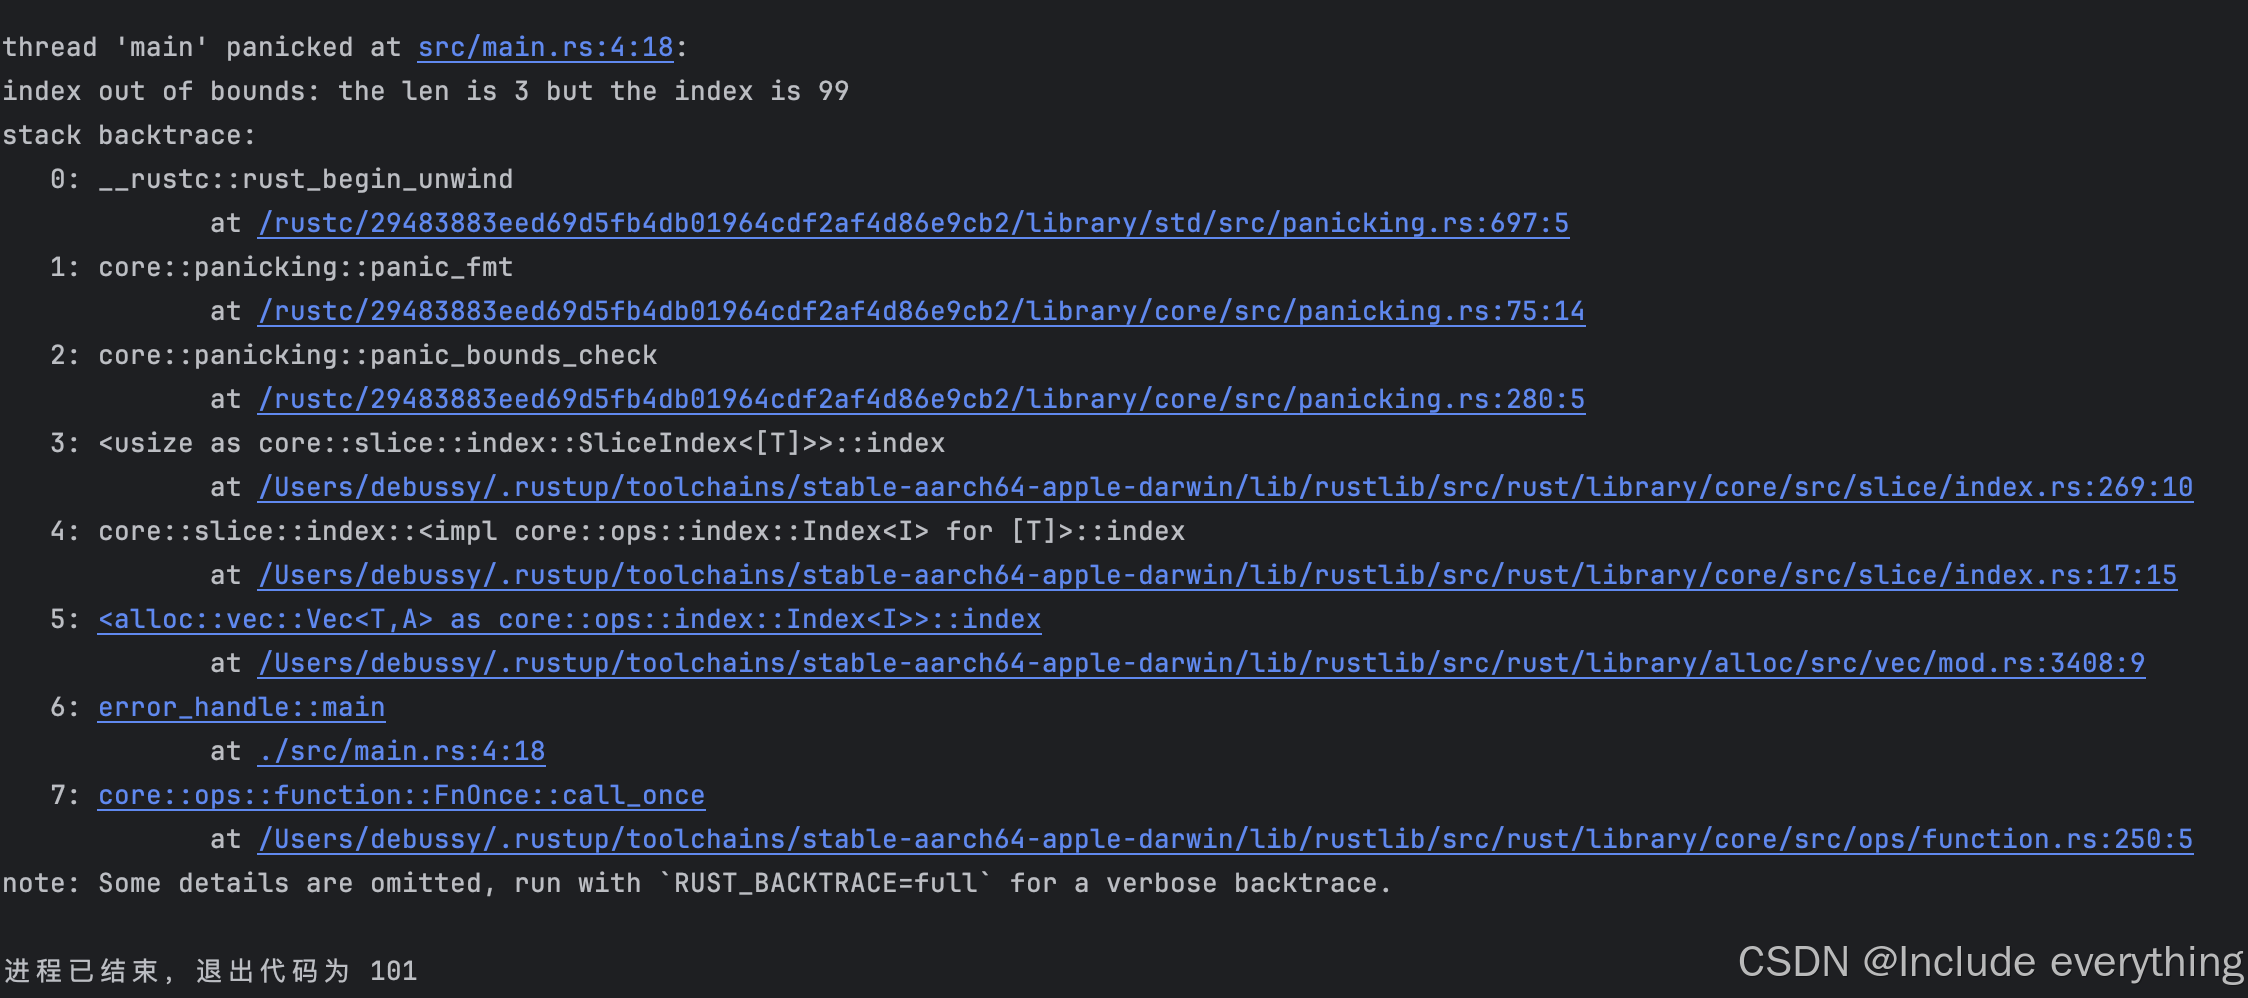 thread 'main' panicked at src/main.rs:4:18:
index out of bounds: the len is 3 but the index is 99
stack backtrace:
   0: __rustc::rust_begin_unwind
             at /rustc/29483883eed69d5fb4db01964cdf2af4d86e9cb2/library/std/src/panicking.rs:697:5
   1: core::panicking::panic_fmt
             at /rustc/29483883eed69d5fb4db01964cdf2af4d86e9cb2/library/core/src/panicking.rs:75:14
   2: core::panicking::panic_bounds_check
             at /rustc/29483883eed69d5fb4db01964cdf2af4d86e9cb2/library/core/src/panicking.rs:280:5
   3: <usize as core::slice::index::SliceIndex<[T]>>::index
             at /Users/debussy/.rustup/toolchains/stable-aarch64-apple-darwin/lib/rustlib/src/rust/library/core/src/slice/index.rs:269:10
   4: core::slice::index::<impl core::ops::index::Index<I> for [T]>::index
             at /Users/debussy/.rustup/toolchains/stable-aarch64-apple-darwin/lib/rustlib/src/rust/library/core/src/slice/index.rs:17:15
   5: <alloc::vec::Vec<T,A> as core::ops::index::Index<I>>::index
             at /Users/debussy/.rustup/toolchains/stable-aarch64-apple-darwin/lib/rustlib/src/rust/library/alloc/src/vec/mod.rs:3408:9
   6: error_handle::main
             at ./src/main.rs:4:18
   7: core::ops::function::FnOnce::call_once
             at /Users/debussy/.rustup/toolchains/stable-aarch64-apple-darwin/lib/rustlib/src/rust/library/core/src/ops/function.rs:250:5
note: Some details are omitted, run with `RUST_BACKTRACE=full` for a verbose backtrace.
进程已结束，退出代码为 101
CSDN @Include everything